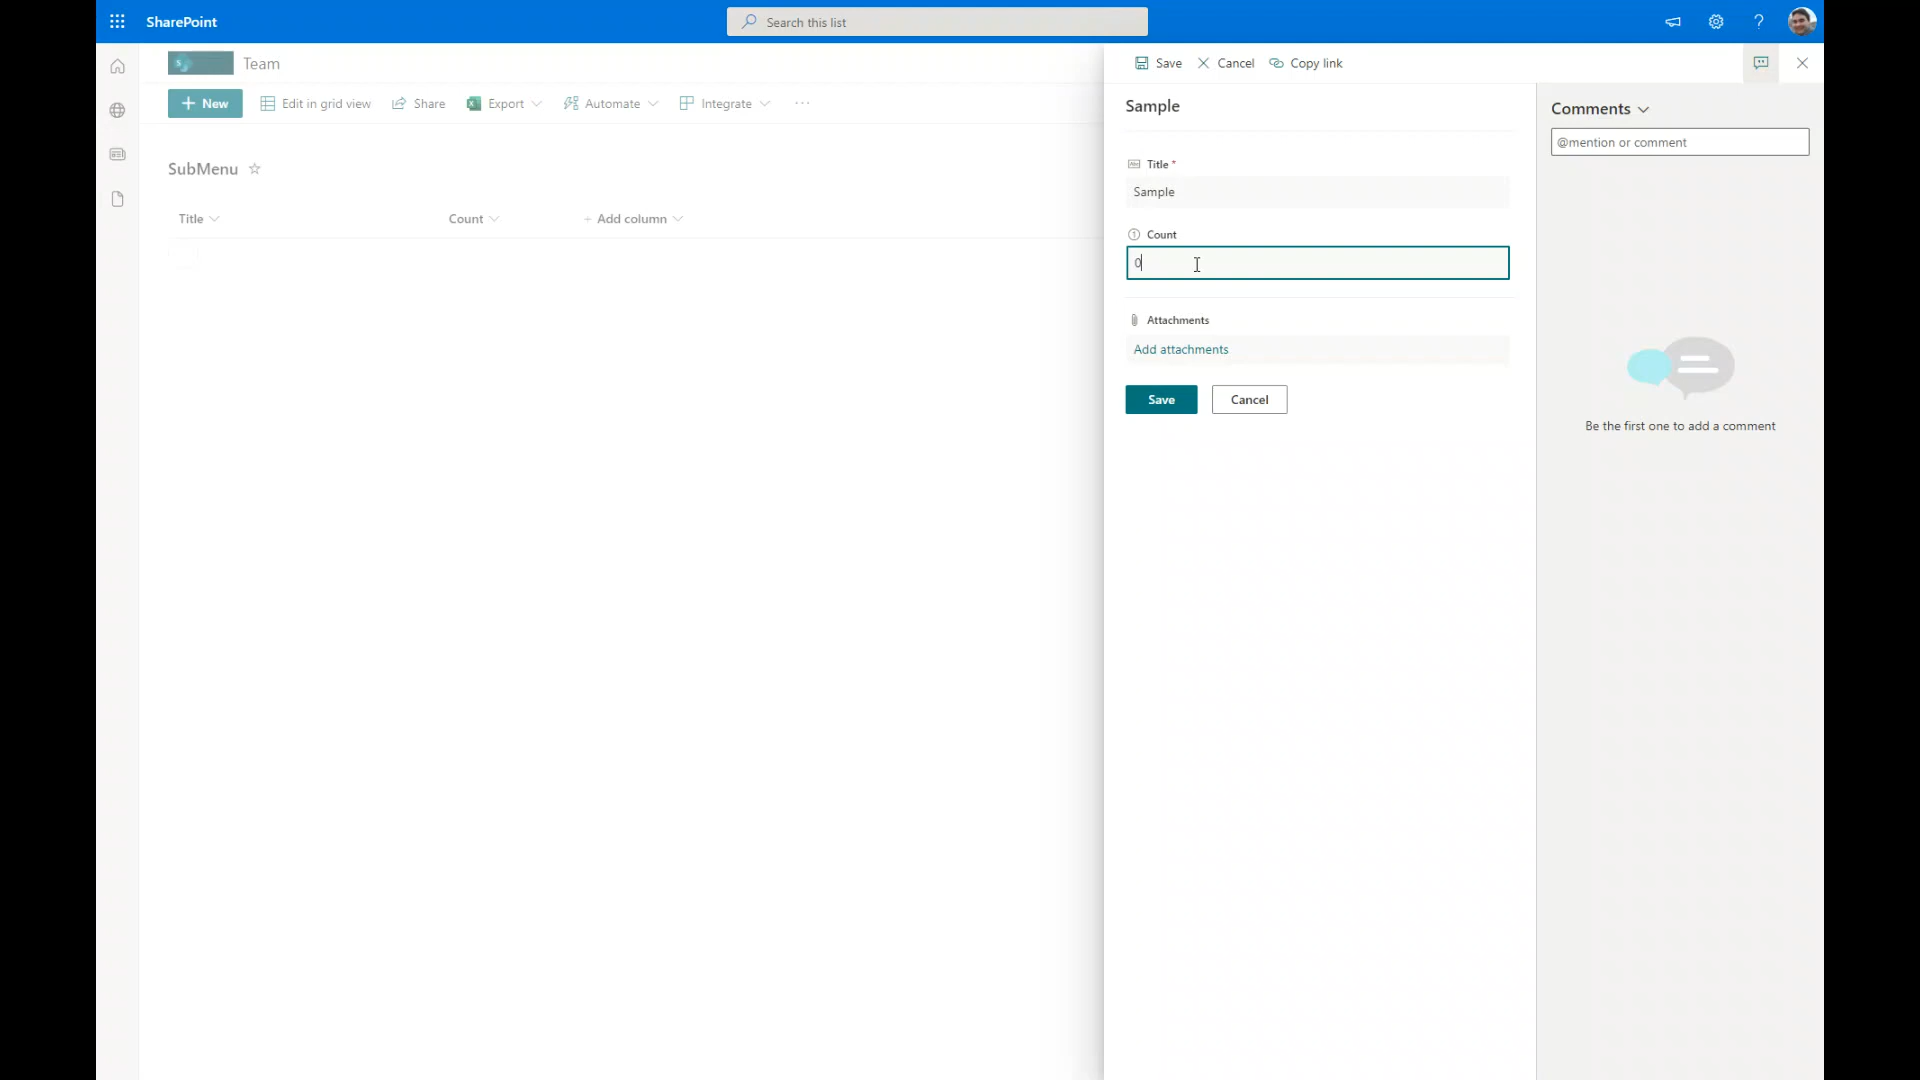 SharePoint
Search this list
?
Team
Save
Cancel
Copy link
New
Edit in grid view
Share
Export
Automate
Integrate
Sample
Comments
@mention or comment
Title *
SubMenu
Sample
Title
Count
Add column
Count
0
Attachments
Add attachments
Save
Cancel
Be the first one to add a comment